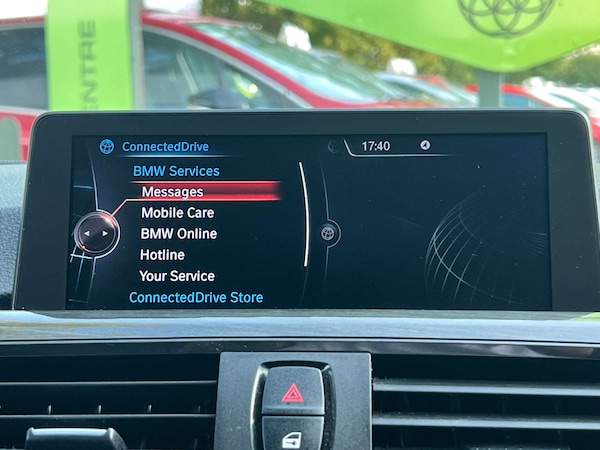 ENTRE
ConnectedDrive
17:40
BMW Services
Messages
Mobile Care
BMW Online
Hotline
Your Service
ConnectedDrive Store